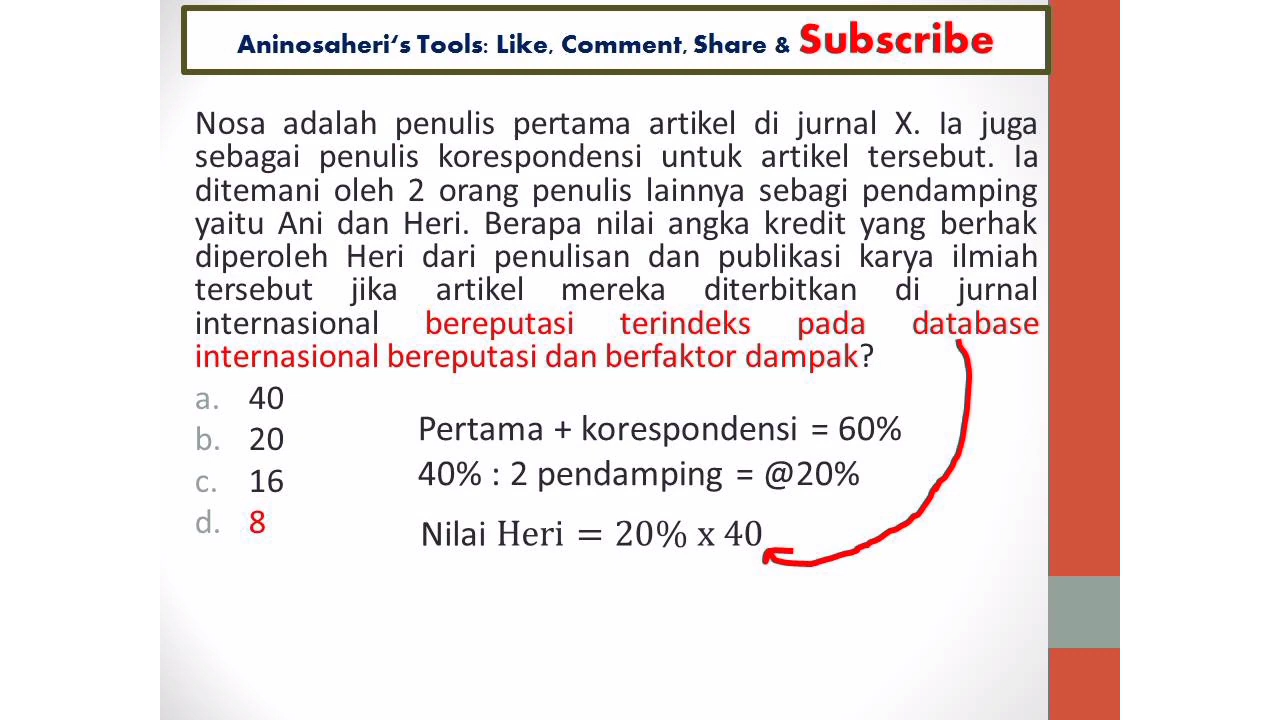 Aninosaheri’s Tools: Like, Comment, Share & Subscribe
Nosa adalah penulis pertama artikel di jurnal X. Ia juga
sebagai penulis korespondensi untuk artikel tersebut. Ia
ditemani oleh 2 orang penulis lainnya sebagi pendamping
yaitu Ani dan Heri. Berapa nilai angka kredit yang berhak
diperoleh Heri dari penulisan dan publikasi karya ilmiah
tersebut jika artikel mereka diterbitkan di jurnal
internasional bereputasi terindeks pada database
internasional bereputasi dan berfaktor dampak?
a. 40
b. 20
c. 16
d. 8
Pertama + korespondensi = 60%
40% : 2 pendamping = @20%
Nilai Heri = 20% x 40